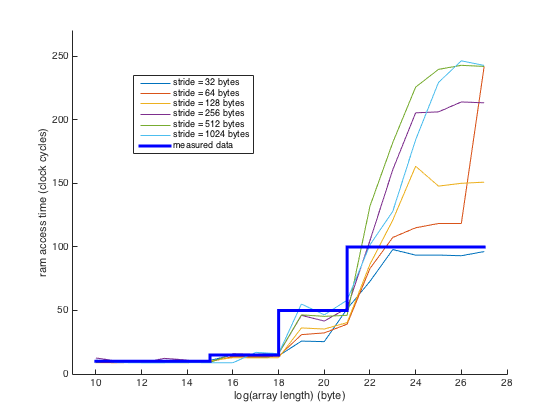 250
200
150
100
50
0
ram access time (clock cycles)
stride = 32 bytes
stride = 64 bytes
stride = 128 bytes
stride = 256 bytes
stride = 512 bytes
stride = 1024 bytes
measured data
10 12 14 16 18 20 22 24 26 28
log(array length) (byte)